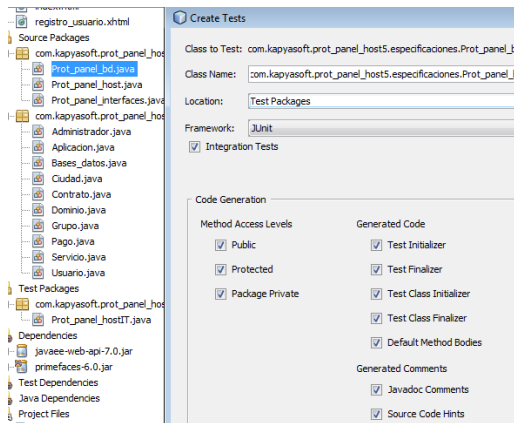 registro_usuario.xhtml
Source Packages
com.kapyasoft.prot_panel_hos
Prot_panel_bd.java
Prot_panel_host.java
Prot_panel_interfaces.java
com.kapyasoft.prot_panel_hos
Administrador.java
Aplicacion.java
Bases_datos.java
Ciudad.java
Contrato.java
Dominio.java
Grupo.java
Pago.java
Servicio.java
Usuario.java
Test Packages
com.kapyasoft.prot_panel_hos
Prot_panel_hostIT.java
Dependencies
javaee-web-api-7.0.jar
primefaces-6.0.jar
Test Dependencies
Java Dependencies
Project Files
Create Tests
Class to Test: com.kapyasoft.prot_panel_host5.especificaciones.Prot_panel_b
Class Name: com.kapyasoft.prot_panel_host5.especificaciones.Prot_panel_
Location: Test Packages
Framework: JUnit
Integration Tests
Code Generation
Method Access Levels
Public
Protected
Package Private
Generated Code
Test Initializer
Test Finalizer
Test Class Initializer
Test Class Finalizer
Default Method Bodies
Generated Comments
Javadoc Comments
Source Code Hints